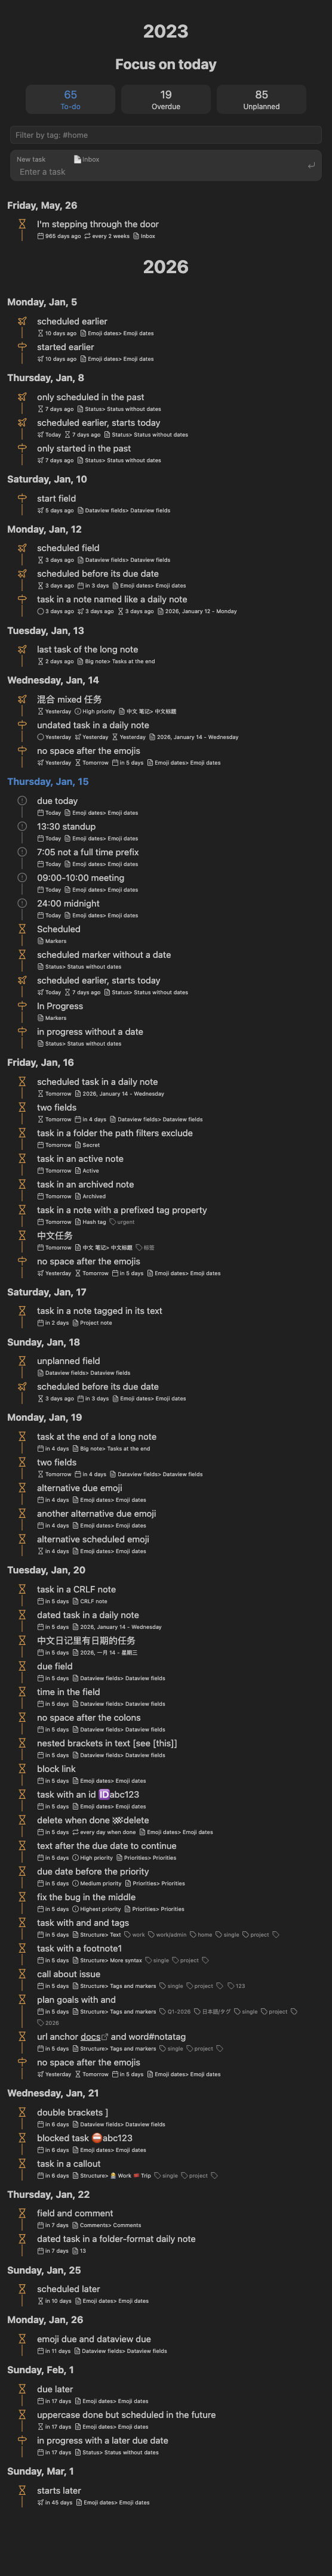 2023
Focus on today
65 19 85
To-do Overdue Unplanned
Filter by tag: #home
New task Inbox
Enter a task
Friday, May, 26
I'm stepping through the door
965 days ago every 2 weeks Inbox
2026
Monday, Jan, 5
scheduled earlier
10 days ago Emoji dates> Emoji dates
started earlier
10 days ago Emoji dates> Emoji dates
Thursday, Jan, 8
only scheduled in the past
7 days ago Status> Status without dates
scheduled earlier, starts today
Today 7 days ago Status> Status without dates
only started in the past
7 days ago Status> Status without dates
Saturday, Jan, 10
start field
5 days ago Dataview fields> Dataview fields
Monday, Jan, 12
scheduled field
3 days ago Dataview fields> Dataview fields
scheduled before its due date
3 days ago in 3 days Emoji dates> Emoji dates
task in a note named like a daily note
3 days ago 3 days ago 3 days ago 2026, January 12 - Monday
Tuesday, Jan, 13
last task of the long note
2 days ago Big note> Tasks at the end
Wednesday, Jan, 14
混合 mixed 任务
Yesterday High priority 中文 笔记> 中文标题
undated task in a daily note
Yesterday Yesterday Yesterday 2026, January 14 - Wednesday
no space after the emojis
Yesterday Tomorrow in 5 days Emoji dates> Emoji dates
Thursday, Jan, 15
due today
Today Emoji dates> Emoji dates
13:30 standup
Today Emoji dates> Emoji dates
7:05 not a full time prefix
Today Emoji dates> Emoji dates
09:00-10:00 meeting
Today Emoji dates> Emoji dates
24:00 midnight
Today Emoji dates> Emoji dates
Scheduled
Markers
scheduled marker without a date
Status> Status without dates
scheduled earlier, starts today
Today 7 days ago Status> Status without dates
In Progress
Markers
in progress without a date
Status> Status without dates
Friday, Jan, 16
scheduled task in a daily note
Tomorrow 2026, January 14 - Wednesday
two fields
Tomorrow in 4 days Dataview fields> Dataview fields
task in a folder the path filters exclude
Tomorrow Secret
task in an active note
Tomorrow Active
task in an archived note
Tomorrow Archived
task in a note with a prefixed tag property
Tomorrow Hash tag urgent
中文任务
Tomorrow 中文 笔记> 中文标题 标签
no space after the emojis
Yesterday Tomorrow in 5 days Emoji dates> Emoji dates
Saturday, Jan, 17
task in a note tagged in its text
in 2 days Project note
Sunday, Jan, 18
unplanned field
Dataview fields> Dataview fields
scheduled before its due date
3 days ago in 3 days Emoji dates> Emoji dates
Monday, Jan, 19
task at the end of a long note
in 4 days Big note> Tasks at the end
two fields
Tomorrow in 4 days Dataview fields> Dataview fields
alternative due emoji
in 4 days Emoji dates> Emoji dates
another alternative due emoji
in 4 days Emoji dates> Emoji dates
alternative scheduled emoji
in 4 days Emoji dates> Emoji dates
Tuesday, Jan, 20
task in a CRLF note
in 5 days CRLF note
dated task in a daily note
in 5 days 2026, January 14 - Wednesday
中文日记里有日期的任务
in 5 days 2026, 一月 14 - 星期三
due field
in 5 days Dataview fields> Dataview fields
time in the field
in 5 days Dataview fields> Dataview fields
no space after the colons
in 5 days Dataview fields> Dataview fields
nested brackets in text [see [this]]
in 5 days Dataview fields> Dataview fields
block link
in 5 days Emoji dates> Emoji dates
task with an id 🆔abc123
in 5 days Emoji dates> Emoji dates
delete when done 🏁delete
in 5 days every day when done Emoji dates> Emoji dates
text after the due date to continue
in 5 days High priority Priorities> Priorities
due date before the priority
in 5 days Medium priority Priorities> Priorities
fix the bug in the middle
in 5 days Highest priority Priorities> Priorities
task with and and tags
in 5 days Structure> Text work work/admin home single project
task with a footnote1
in 5 days Structure> More syntax single project
call about issue
in 5 days Structure> Tags and markers single project 123
plan goals with and
in 5 days Structure> Tags and markers Q1-2026 日本語/タグ single project
2026
url anchor docs and word#notatag
in 5 days Structure> Tags and markers single project
no space after the emojis
Yesterday Tomorrow in 5 days Emoji dates> Emoji dates
Wednesday, Jan, 21
double brackets ]
in 6 days Dataview fields> Dataview fields
blocked task ⛔abc123
in 6 days Emoji dates> Emoji dates
task in a callout
in 6 days Structure> Work Trip single project
Thursday, Jan, 22
field and comment
in 7 days Comments> Comments
dated task in a folder-format daily note
in 7 days 13
Sunday, Jan, 25
scheduled later
in 10 days Emoji dates> Emoji dates
Monday, Jan, 26
emoji due and dataview due
in 11 days Dataview fields> Dataview fields
Sunday, Feb, 1
due later
in 17 days Emoji dates> Emoji dates
uppercase done but scheduled in the future
in 17 days Emoji dates> Emoji dates
in progress with a later due date
in 17 days Status> Status without dates
Sunday, Mar, 1
starts later
in 45 days Emoji dates> Emoji dates